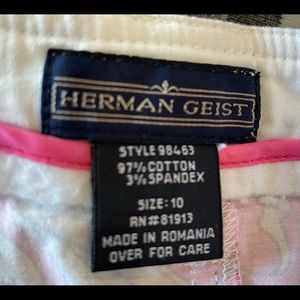 HERMAN GEIST
STYLE 98463
97% COTTON
3% SPANDEX
SIZE: 10
RN# 81913
MADE IN ROMANIA
OVER FOR CARE